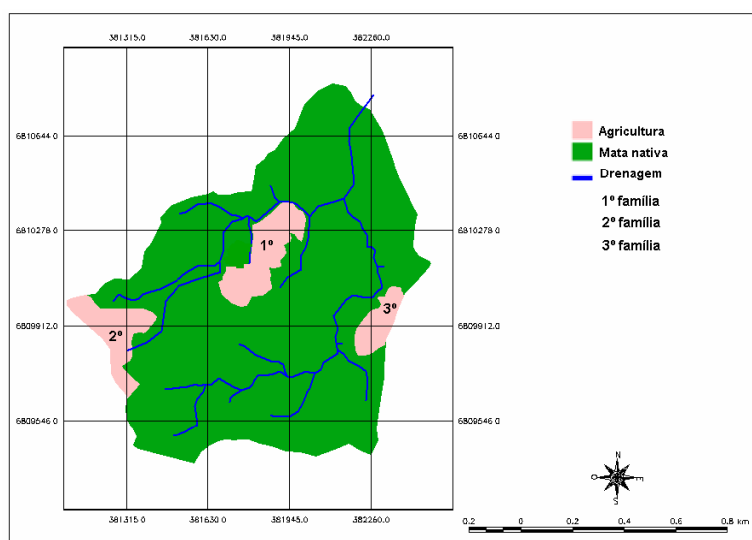 381315.0 381630.0 381945.0 382260.0
6810644.0 6810644.0
6810278.0 6810278.0
6809912.0 6809912.0
6809546.0 6809546.0
1º
2º
3º
381315.0 381630.0 381945.0 382260.0
Agricultura
Mata nativa
Drenagem
1º família
2º família
3º família
N
O E
S
0.2 0 0.2 0.4 0.6 0.8 km